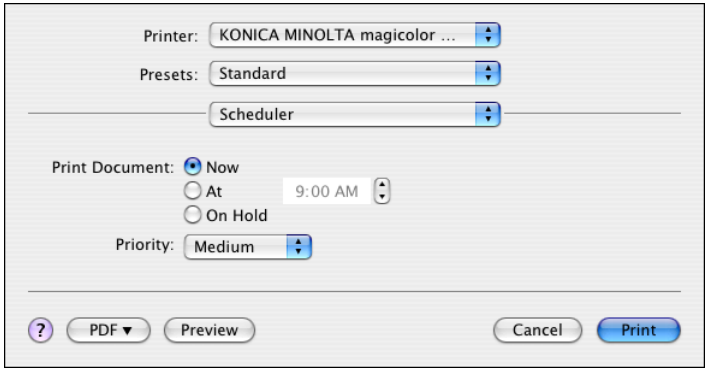 Printer: KONICA MINOLTA magicolor ...
Presets: Standard
Scheduler
Print Document: Now
At 9:00 AM
On Hold
Priority: Medium
? PDF▼ Preview Cancel Print